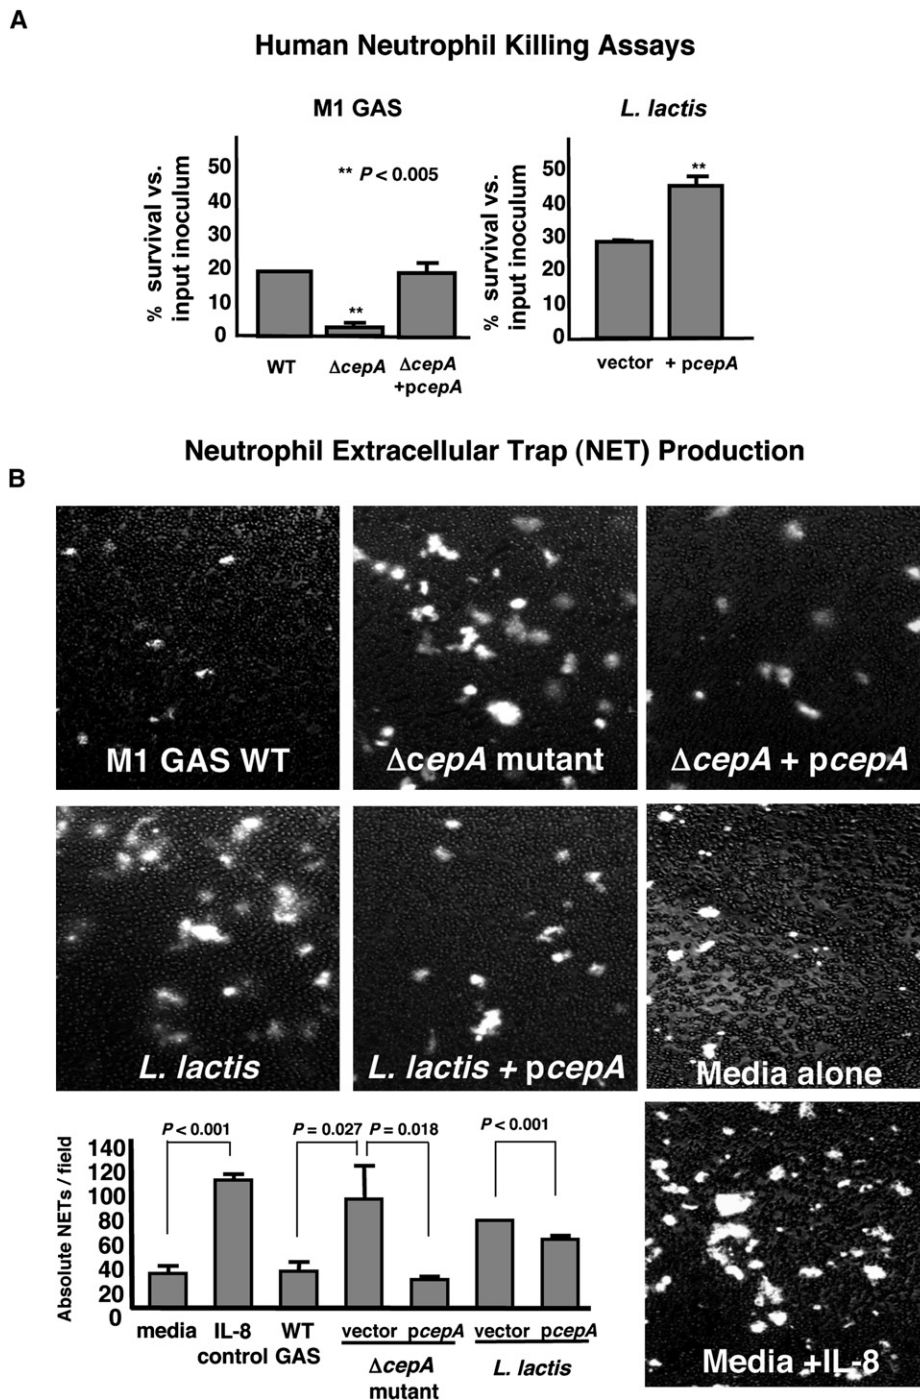 A
Human Neutrophil Killing Assays
M1 GAS
% survival vs.
input inoculum
50
40
30
20
10
0
** P < 0.005
**
WT
ΔcepA
ΔcepA
+pcepA
L. lactis
% survival vs.
input inoculum
50
40
30
20
10
0
**
vector
+ pcepA
Neutrophil Extracellular Trap (NET) Production
B
M1 GAS WT
ΔcepA mutant
ΔcepA + pcepA
L. lactis
L. lactis + pcepA
Media alone
Absolute NETs / field
140
120
100
80
60
40
20
0
P < 0.001
P = 0.027
P = 0.018
P < 0.001
media
IL-8
control
WT
GAS
vector
pcepA
ΔcepA
mutant
vector
pcepA
L. lactis
Media +IL-8